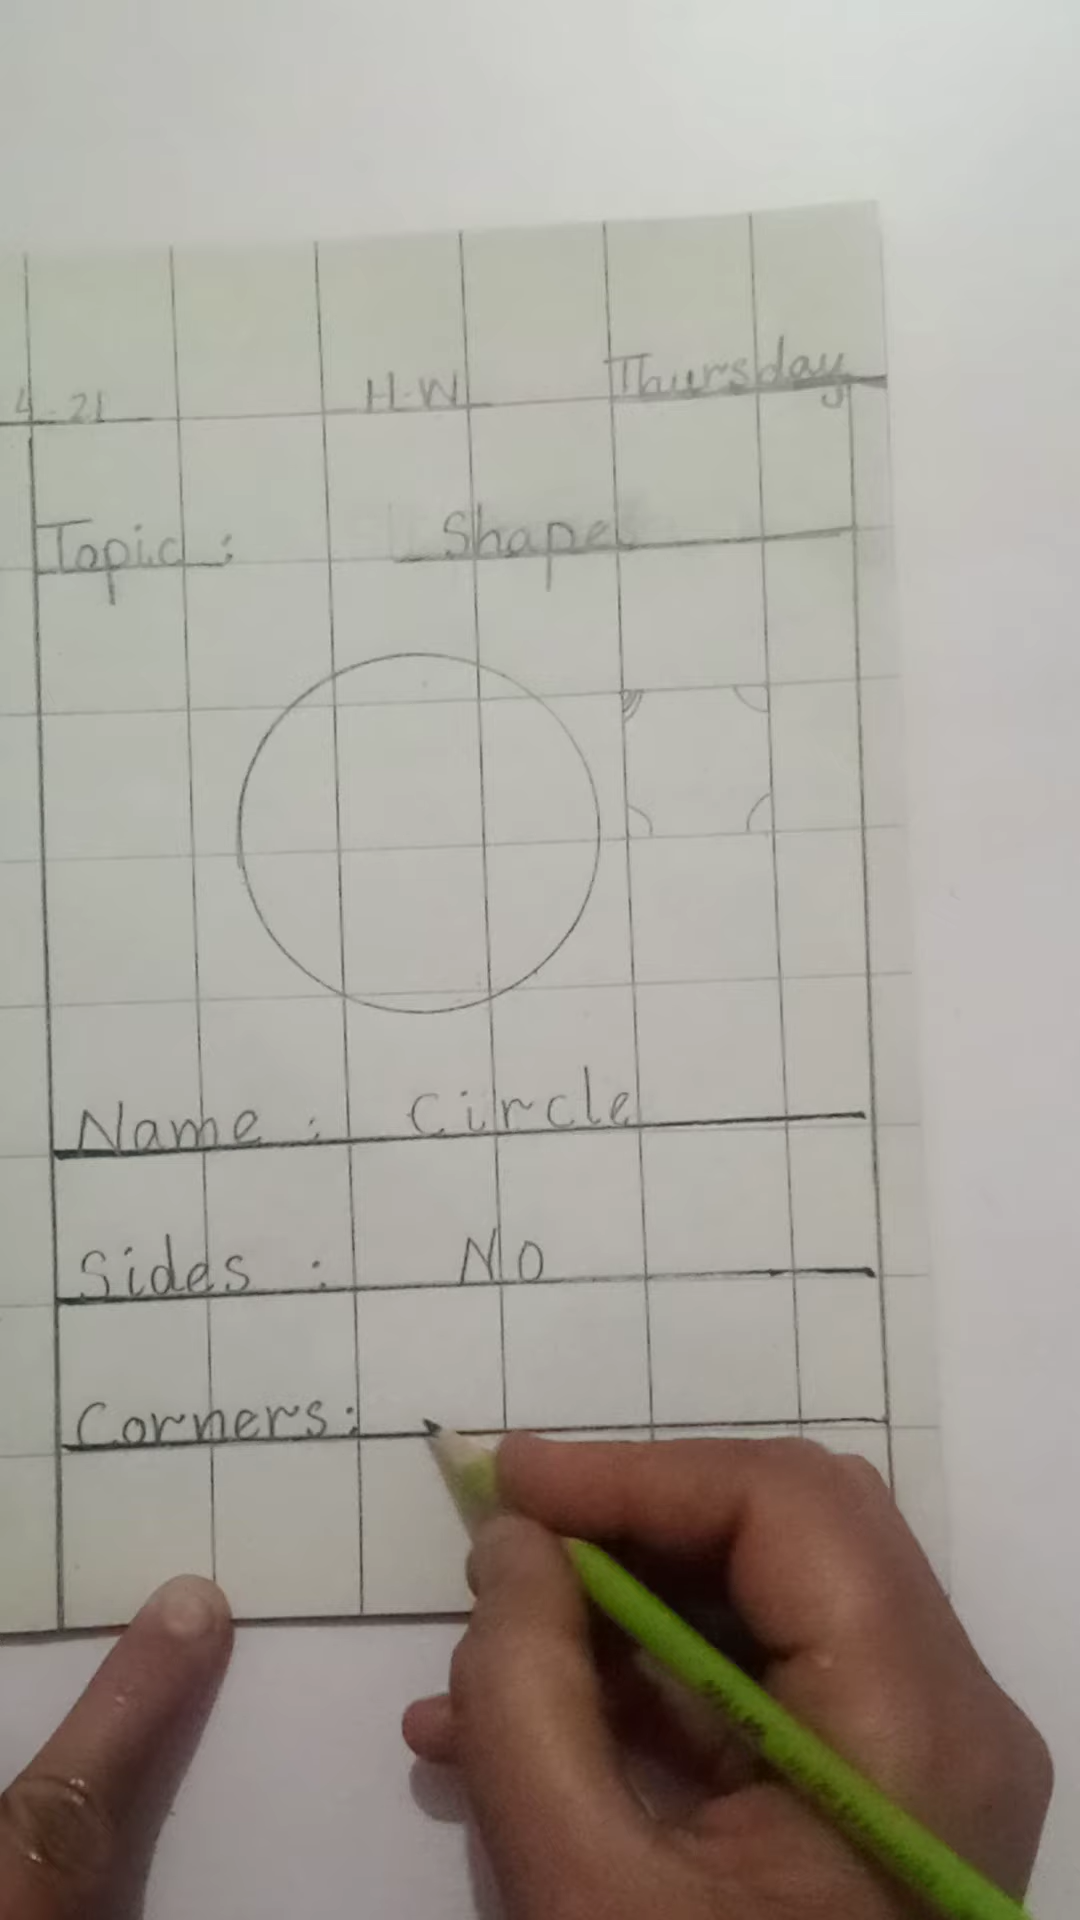 4-21 H-W Thursday
Topic : Shape
Name : Circle
Sides : No
Corners: